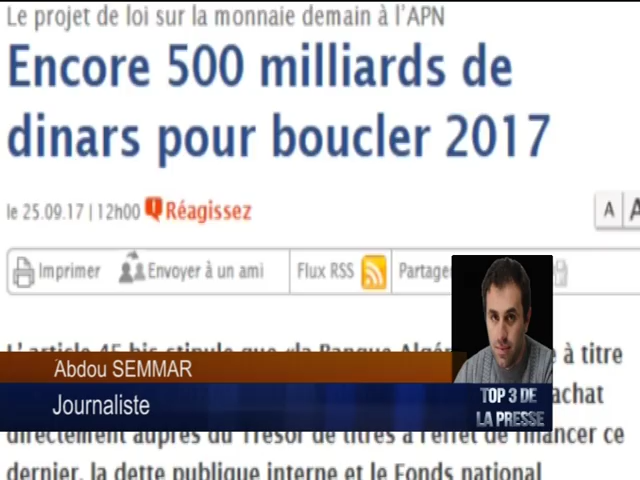 Le projet de loi sur la monnaie demain à l'APN
Encore 500 milliards de
dinars pour boucler 2017
le 25.09.17 | 12h00 Réagissez
A A
Imprimer Envoyer à un ami Flux RSS Partager
L'article 45 bis stipule que «la Banque à titre
Abdou SEMMAR
Journaliste
TOP 3 DE
LA PRESSE
achat
directement auprès du Trésor de titres à l'effet de financer ce
dernier, la dette publique interne et le Fonds national